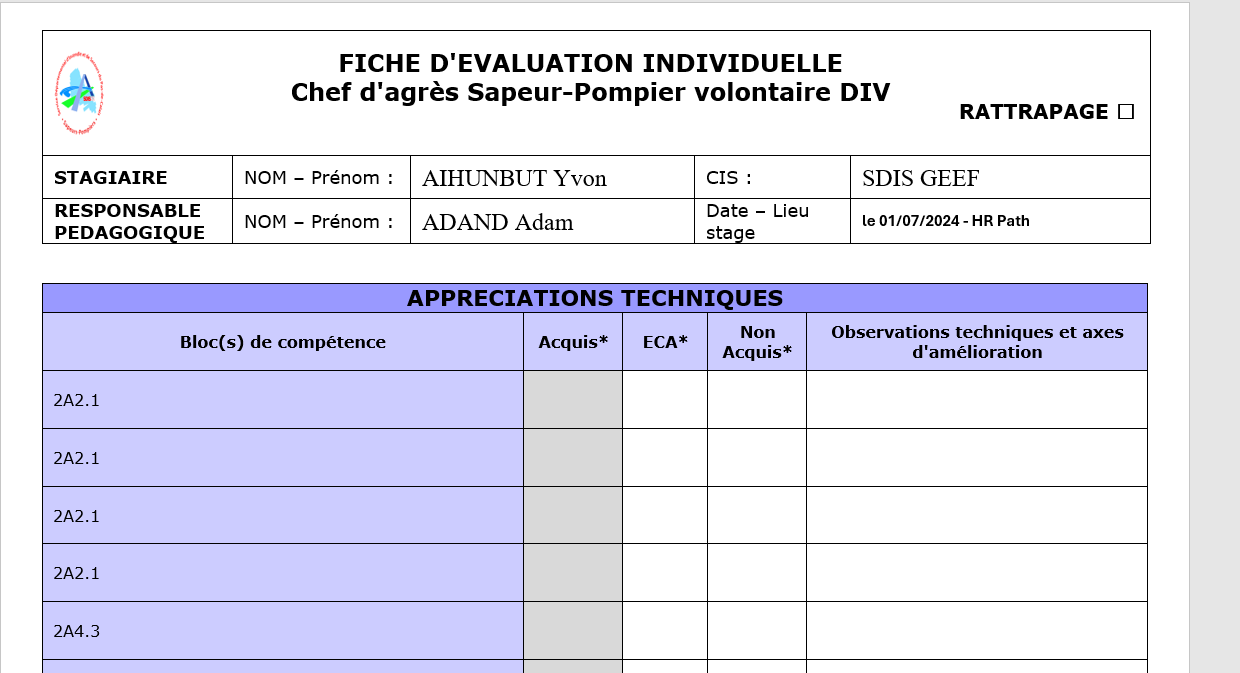 FICHE D'EVALUATION INDIVIDUELLE
Chef d'agrès Sapeur-Pompier volontaire DIV
RATTRAPAGE ☐
STAGIAIRE
NOM – Prénom :
AIHUNBUT Yvon
CIS :
SDIS GEEF
RESPONSABLE
PEDAGOGIQUE
NOM – Prénom :
ADAND Adam
Date – Lieu
stage
le 01/07/2024 - HR Path
APPRECIATIONS TECHNIQUES
Bloc(s) de compétence
Acquis*
ECA*
Non
Acquis*
Observations techniques et axes
d'amélioration
2A2.1
2A2.1
2A2.1
2A2.1
2A4.3